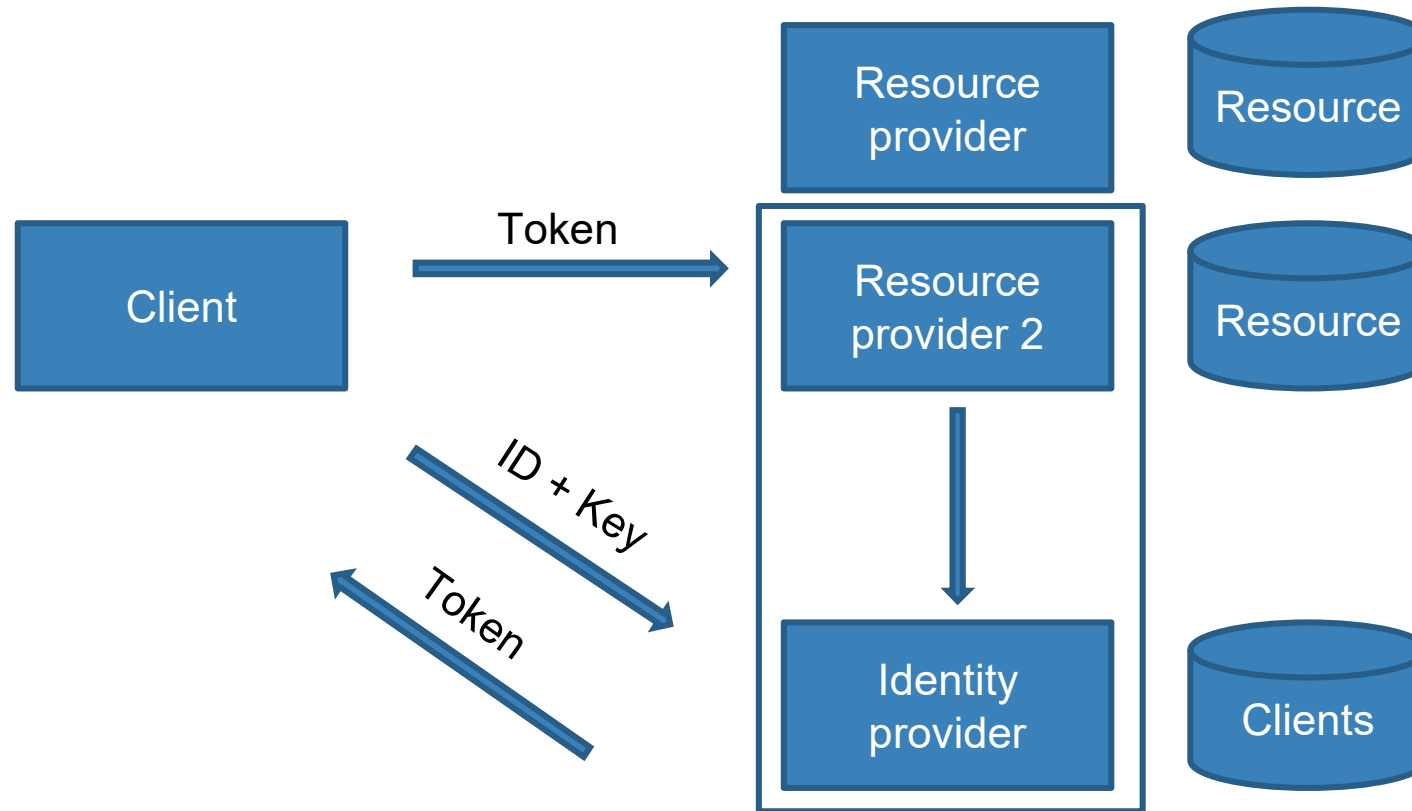 Resource
provider
Resource
Token
Client
Resource
provider 2
Resource
ID + Key
Token
Identity
provider
Clients